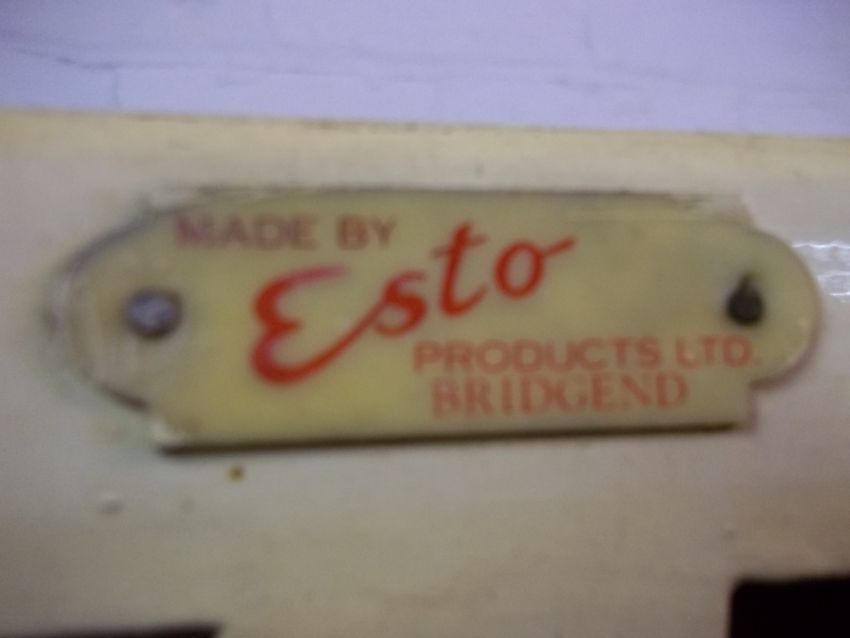 MADE BY
Esto
PRODUCTS LTD.
BRIDGEND